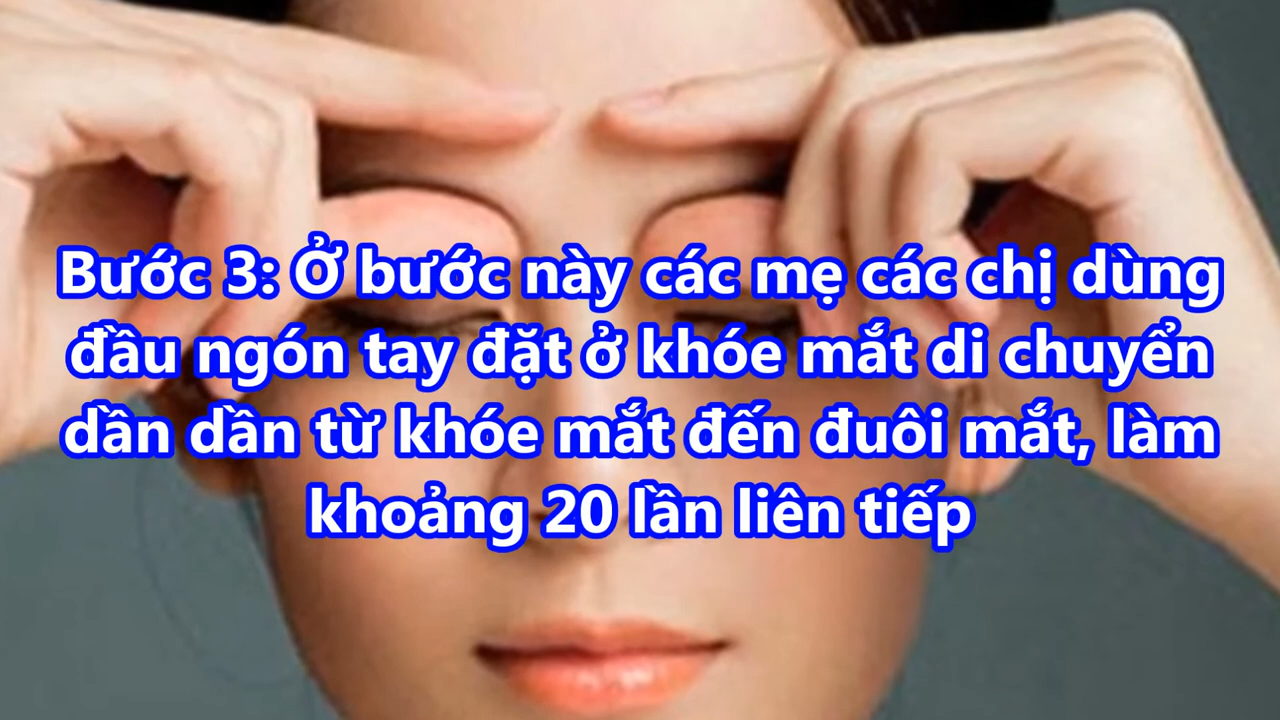 Bước 3: Ở bước này các mẹ các chị dùng
đầu ngón tay đặt ở khóe mắt di chuyển
dần dần từ khóe mắt đến đuôi mắt, làm
khoảng 20 lần liên tiếp